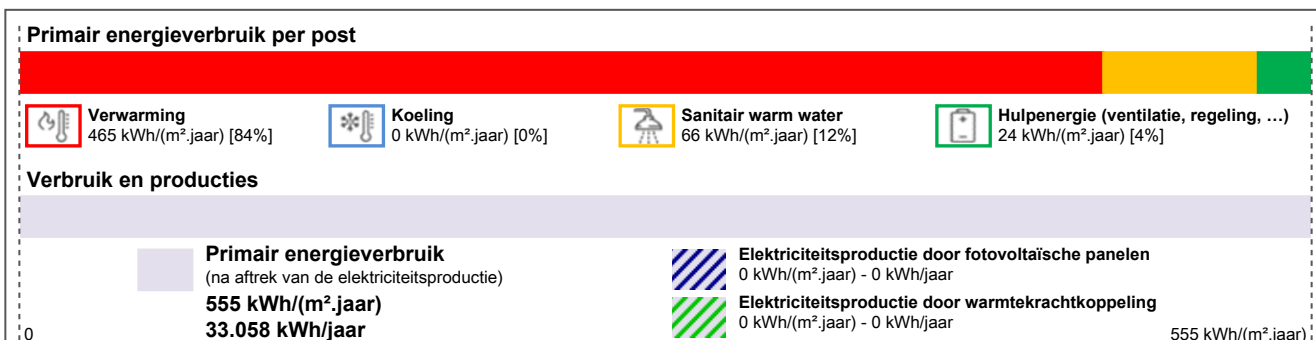 Primair energieverbruik per post
Verwarming
465 kWh/(m².jaar) [84%]
Koeling
0 kWh/(m².jaar) [0%]
Sanitair warm water
66 kWh/(m².jaar) [12%]
Hulpenergie (ventilatie, regeling, …)
24 kWh/(m².jaar) [4%]
Verbruik en producties
Primair energieverbruik
(na aftrek van de elektriciteitsproductie)
555 kWh/(m².jaar)
33.058 kWh/jaar
Elektriciteitsproductie door fotovoltaïsche panelen
0 kWh/(m².jaar) - 0 kWh/jaar
Elektriciteitsproductie door warmtekrachtkoppeling
0 kWh/(m².jaar) - 0 kWh/jaar
0
555 kWh/(m².jaar)